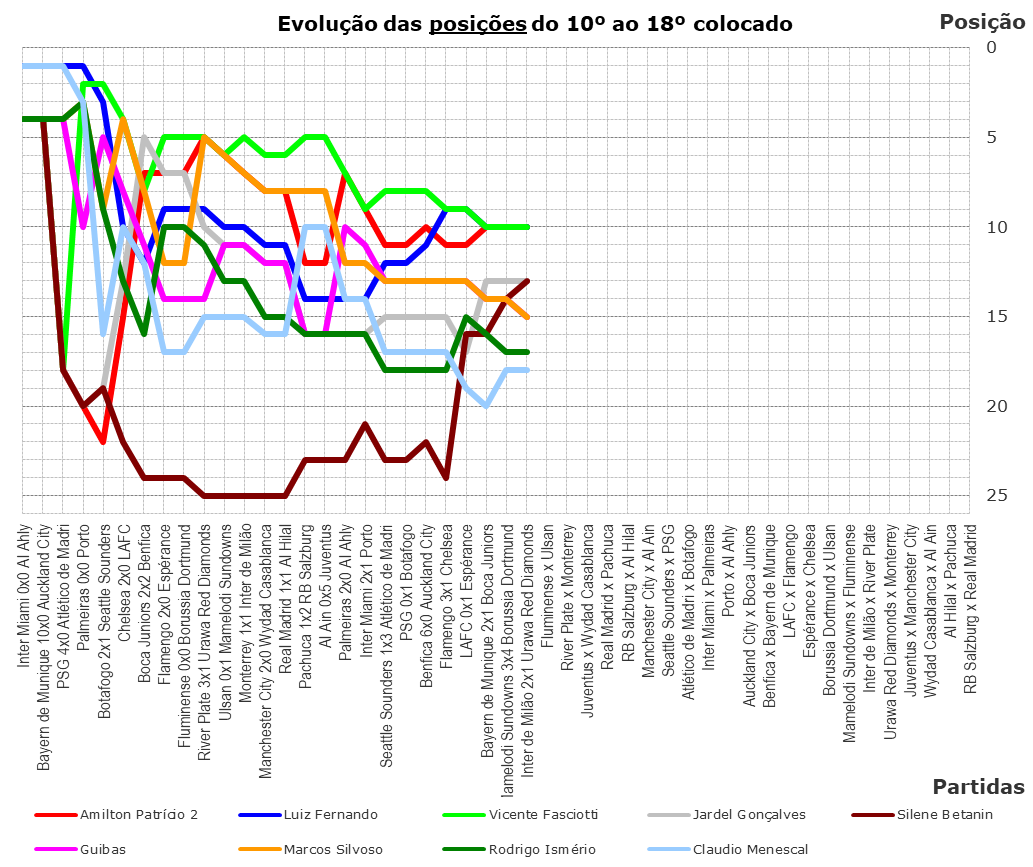 Evolução das posições do 10º ao 18º colocado
Posição
0
5
10
15
20
25
Inter Miami 0x0 Al Ahly
Bayern de Munique 10x0 Auckland City
PSG 4x0 Atlético de Madri
Palmeiras 0x0 Porto
Botafogo 2x1 Seattle Sounders
Chelsea 2x0 LAFC
Boca Juniors 2x2 Benfica
Flamengo 2x0 Espérance
Fluminense 0x0 Borussia Dortmund
River Plate 3x1 Urawa Red Diamonds
Ulsan 0x1 Mamelodi Sundowns
Monterrey 1x1 Inter de Milão
Manchester City 2x0 Wydad Casablanca
Real Madrid 1x1 Al Hilal
Pachuca 1x2 RB Salzburg
Al Ain 0x5 Juventus
Palmeiras 2x0 Al Ahly
Inter Miami 2x1 Porto
Seattle Sounders 1x3 Atlético de Madri
PSG 0x1 Botafogo
Benfica 6x0 Auckland City
Flamengo 3x1 Chelsea
LAFC 0x1 Espérance
Bayern de Munique 2x1 Boca Juniors
lamelodi Sundowns 3x4 Borussia Dortmund
Inter de Milão 2x1 Urawa Red Diamonds
Fluminense x Ulsan
River Plate x Monterrey
Juventus x Wydad Casablanca
Real Madrid x Pachuca
RB Salzburg x Al Hilal
Manchester City x Al Ain
Seattle Sounders x PSG
Atlético de Madri x Botafogo
Inter Miami x Palmeiras
Porto x Al Ahly
Auckland City x Boca Juniors
Benfica x Bayern de Munique
LAFC x Flamengo
Espérance x Chelsea
Borussia Dortmund x Ulsan
Mamelodi Sundowns x Fluminense
Inter de Milão x River Plate
Urawa Red Diamonds x Monterrey
Juventus x Manchester City
Wydad Casablanca x Al Ain
Al Hilal x Pachuca
RB Salzburg x Real Madrid
Partidas
Amilton Patrício 2
Luiz Fernando
Vicente Fasciotti
Jardel Gonçalves
Silene Betanin
Guibas
Marcos Silvoso
Rodrigo Ismério
Claudio Menescal